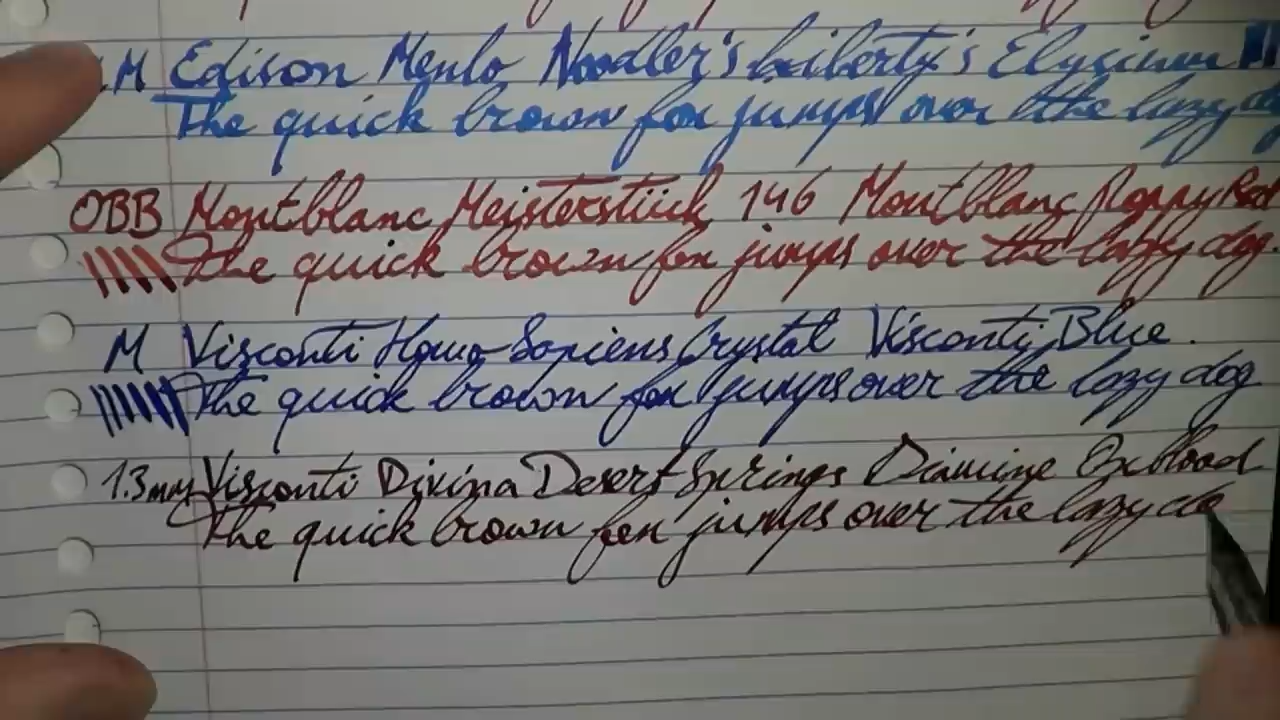 M Edison Menlo Noodler's Liberty's Elysium
The quick brown fox jumps over the lazy
OBB Montblanc Meisterstück 146 Montblanc Poppy Red
The quick brown fox jumps over the lazy dog
M Visconti Homo Sapiens Crystal Visconti Blue.
The quick brown fox jumps over the lazy dog
1.3mm Visconti Divina Desert Springs Diamine Oxblood
The quick brown fox jumps over the lazy do